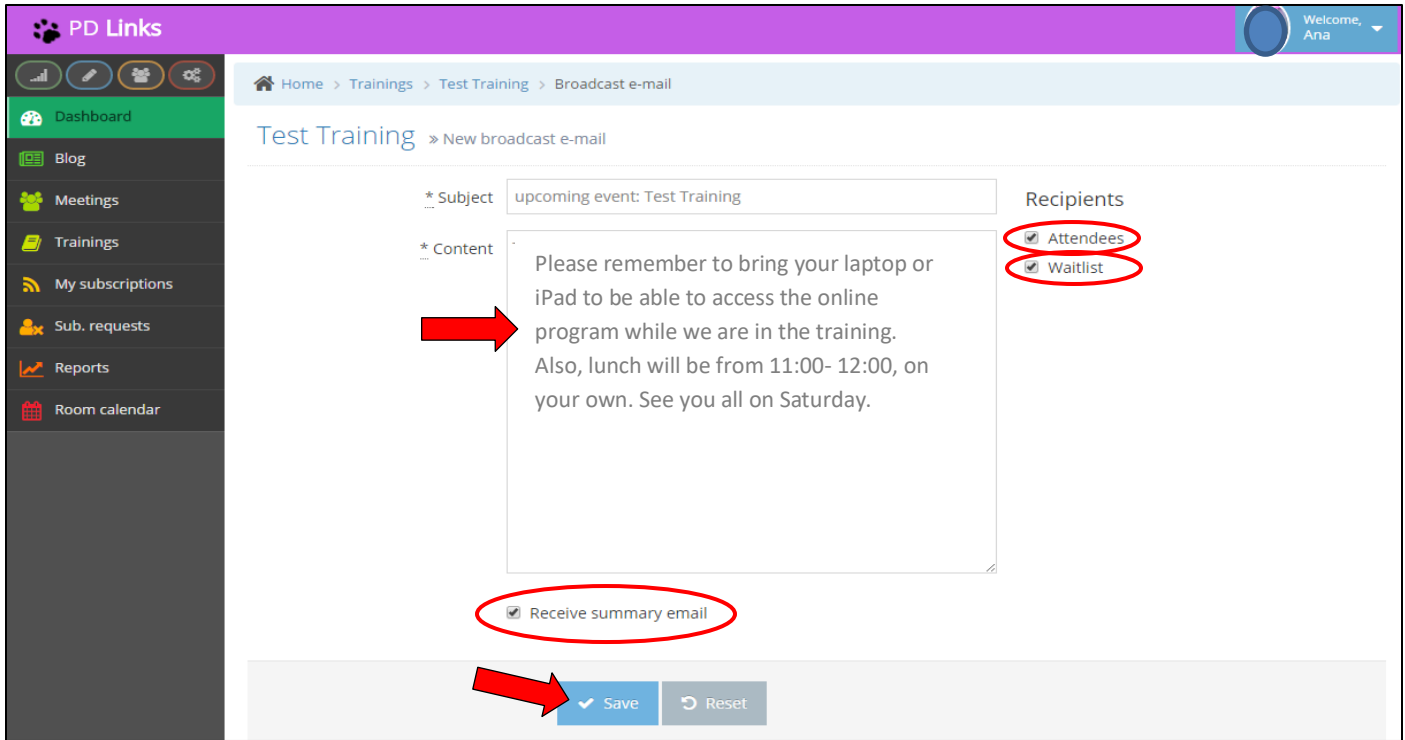 PD Links
Welcome,
Ana
Home > Trainings > Test Training > Broadcast e-mail
Dashboard
Blog
Meetings
Trainings
My subscriptions
Sub. requests
Reports
Room calendar
Test Training » New broadcast e-mail
* Subject
upcoming event: Test Training
* Content
Please remember to bring your laptop or
iPad to be able to access the online
program while we are in the training.
Also, lunch will be from 11:00- 12:00, on
your own. See you all on Saturday.
Recipients
Attendees
Waitlist
Receive summary email
Save
Reset